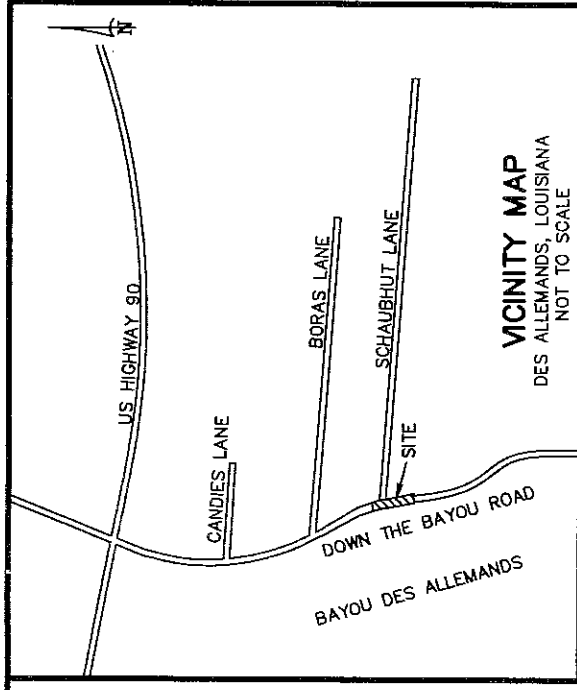 N
US HIGHWAY 90
CANDIES LANE
BORAS LANE
SCHAUBHUT LANE
SITE
DOWN THE BAYOU ROAD
BAYOU DES ALLEMANDS
VICINITY MAP
DES ALLEMANDS, LOUISIANA
NOT TO SCALE